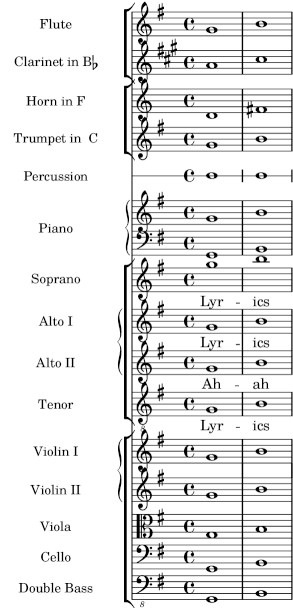 Flute
Clarinet in B♭
Horn in F
Trumpet in C
Percussion
Piano
Soprano
Lyr - ics
Alto I
Lyr - ics
Alto II
Ah - ah
Tenor
8
Lyr - ics
Violin I
Violin II
Viola
Cello
Double Bass
8